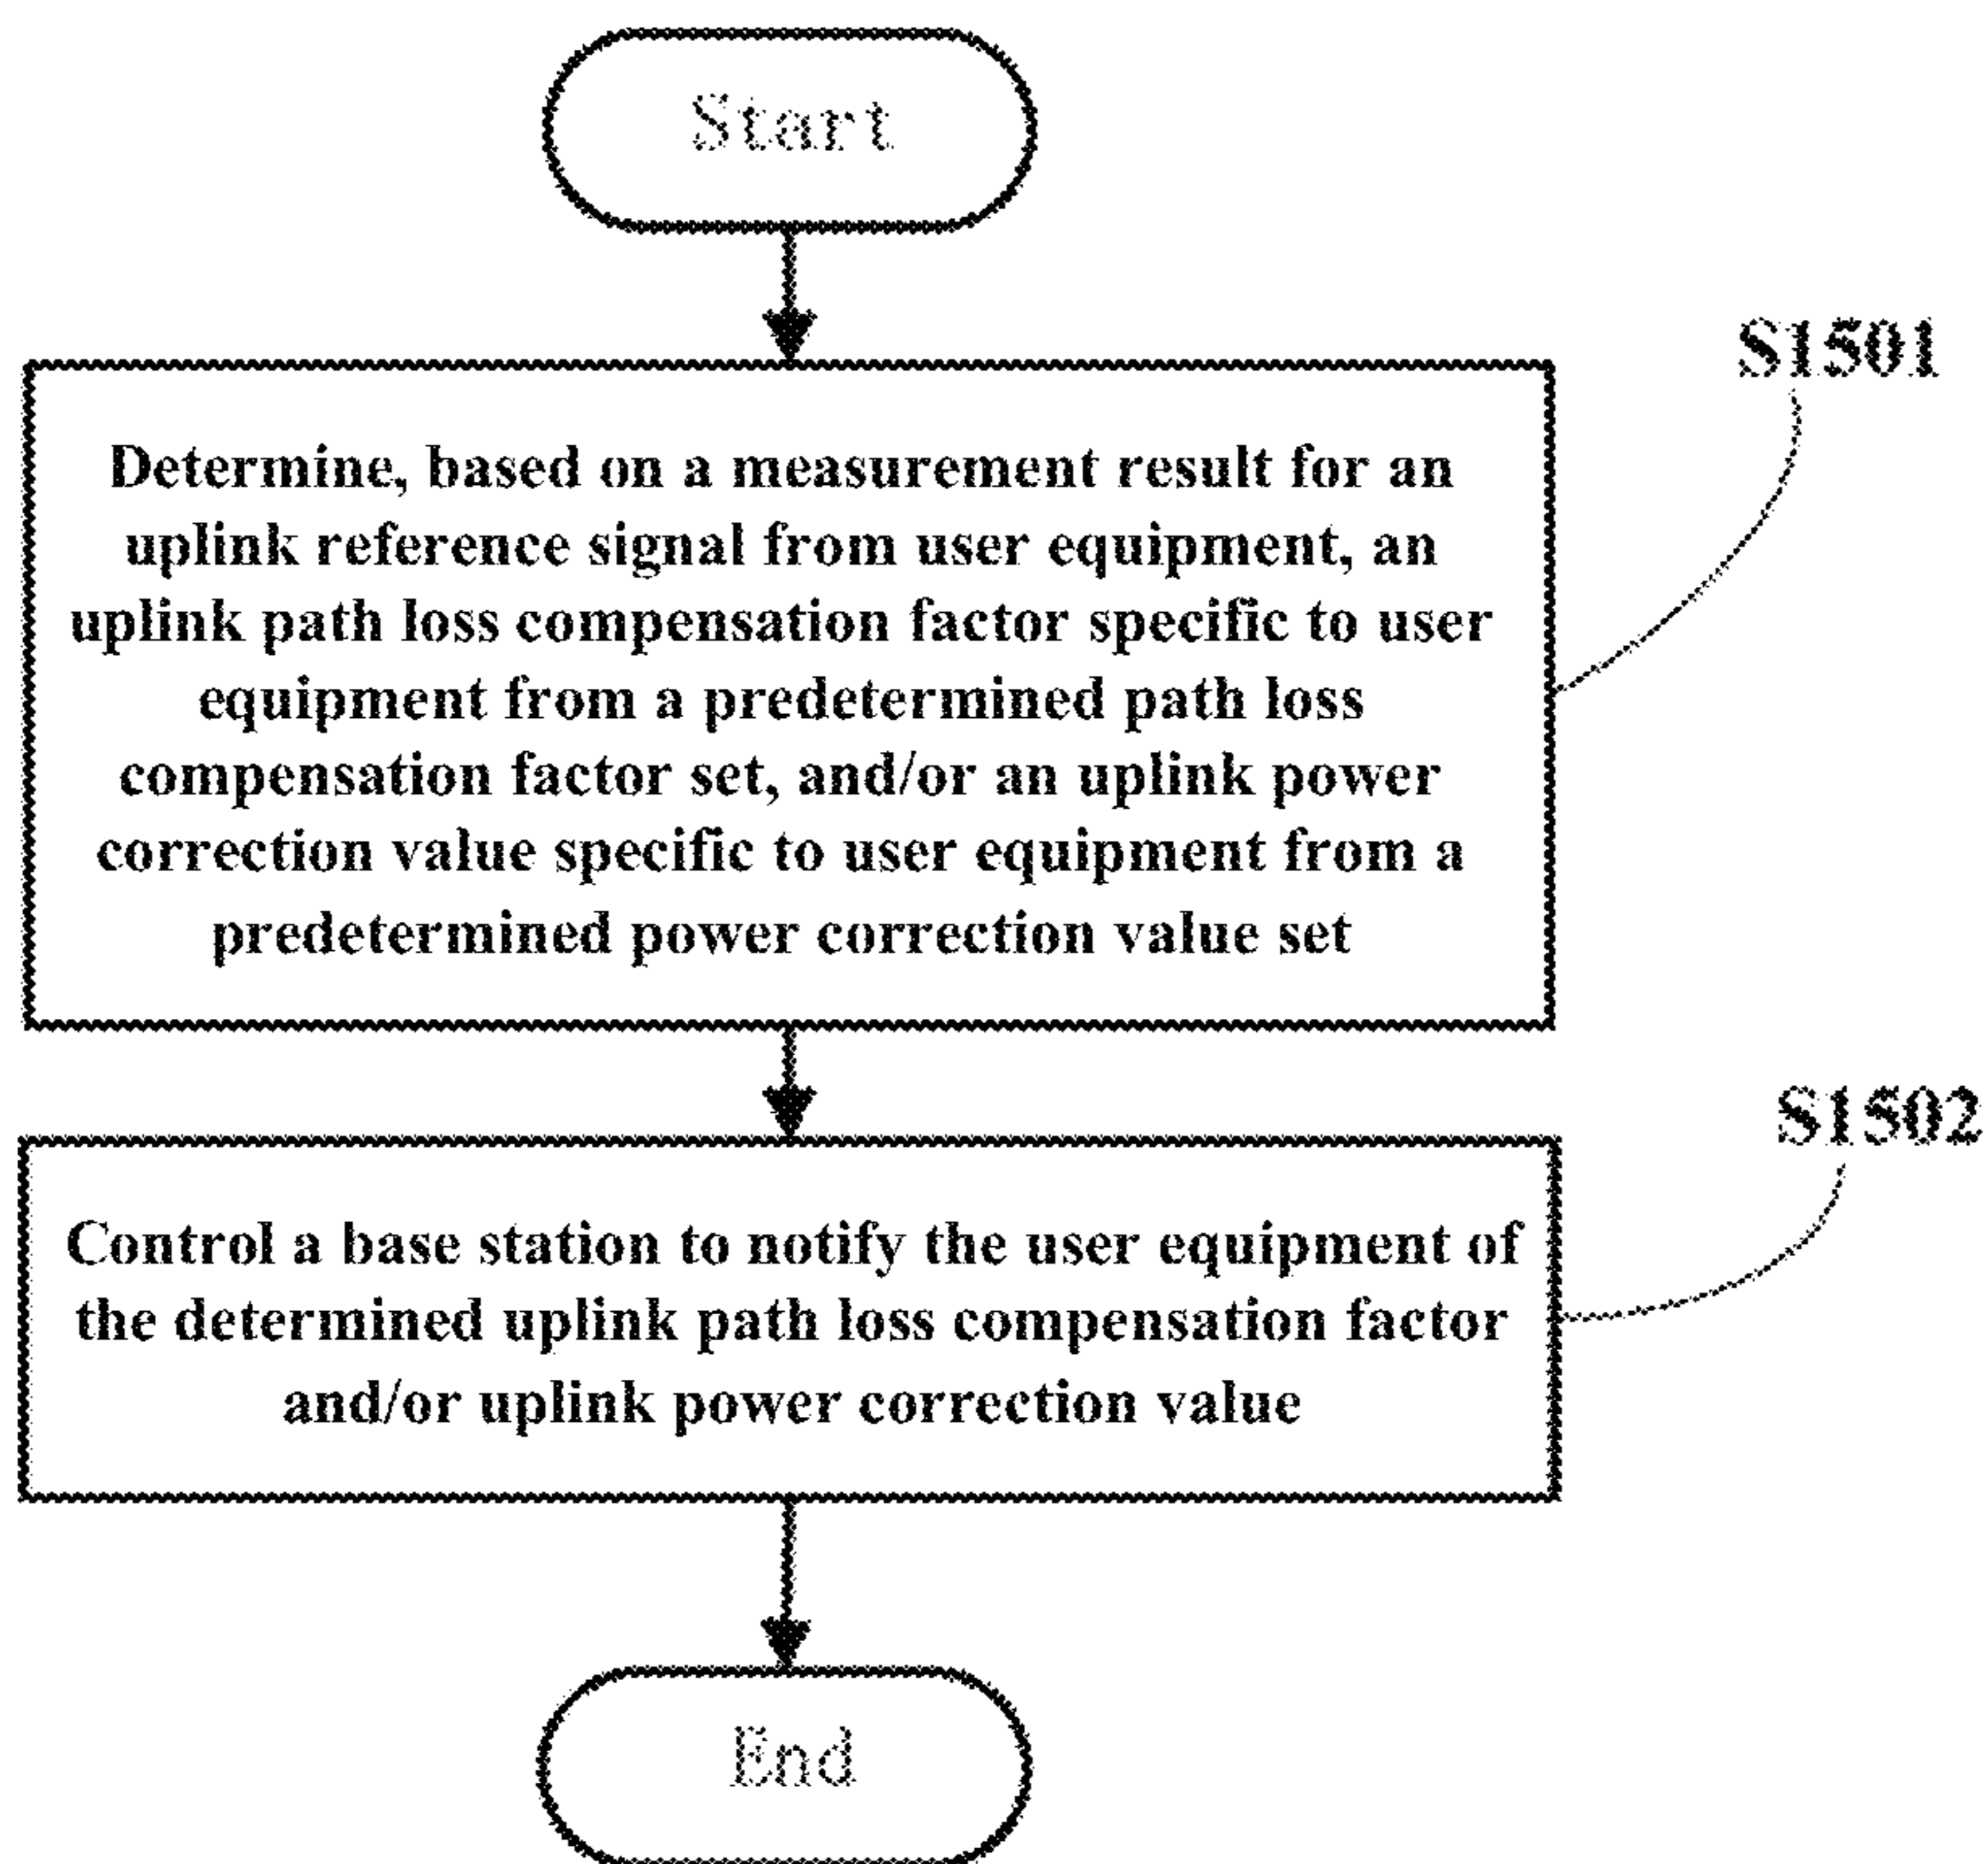 Start
S1501
Determine, based on a measurement result for an
uplink reference signal from user equipment, an
uplink path loss compensation factor specific to user
equipment from a predetermined path loss
compensation factor set, and/or an uplink power
correction value specific to user equipment from a
predetermined power correction value set
S1502
Control a base station to notify the user equipment of
the determined uplink path loss compensation factor
and/or uplink power correction value
End